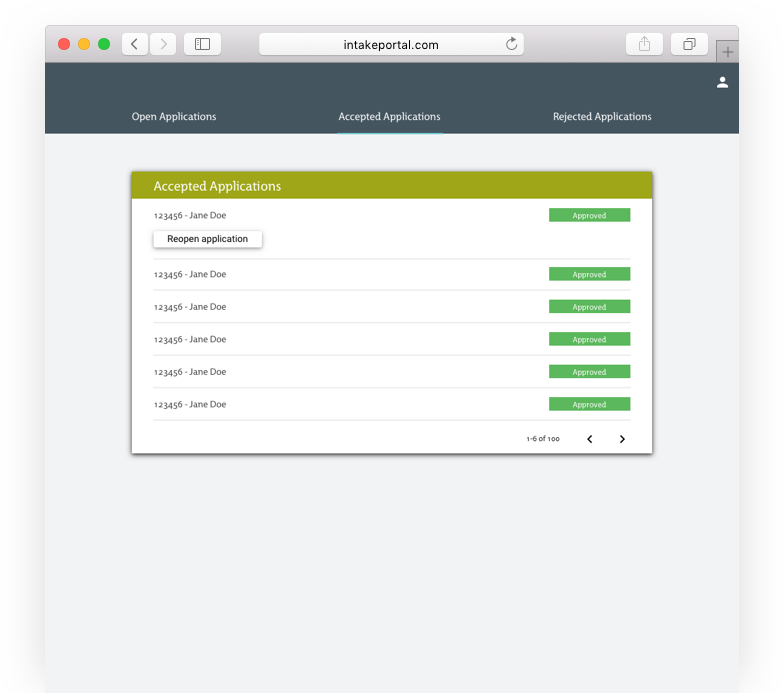 intakeportal.com
Open Applications Accepted Applications Rejected Applications
Accepted Applications
123456 - Jane Doe Approved
Reopen application
123456 - Jane Doe Approved
123456 - Jane Doe Approved
123456 - Jane Doe Approved
123456 - Jane Doe Approved
123456 - Jane Doe Approved
1-6 of 100